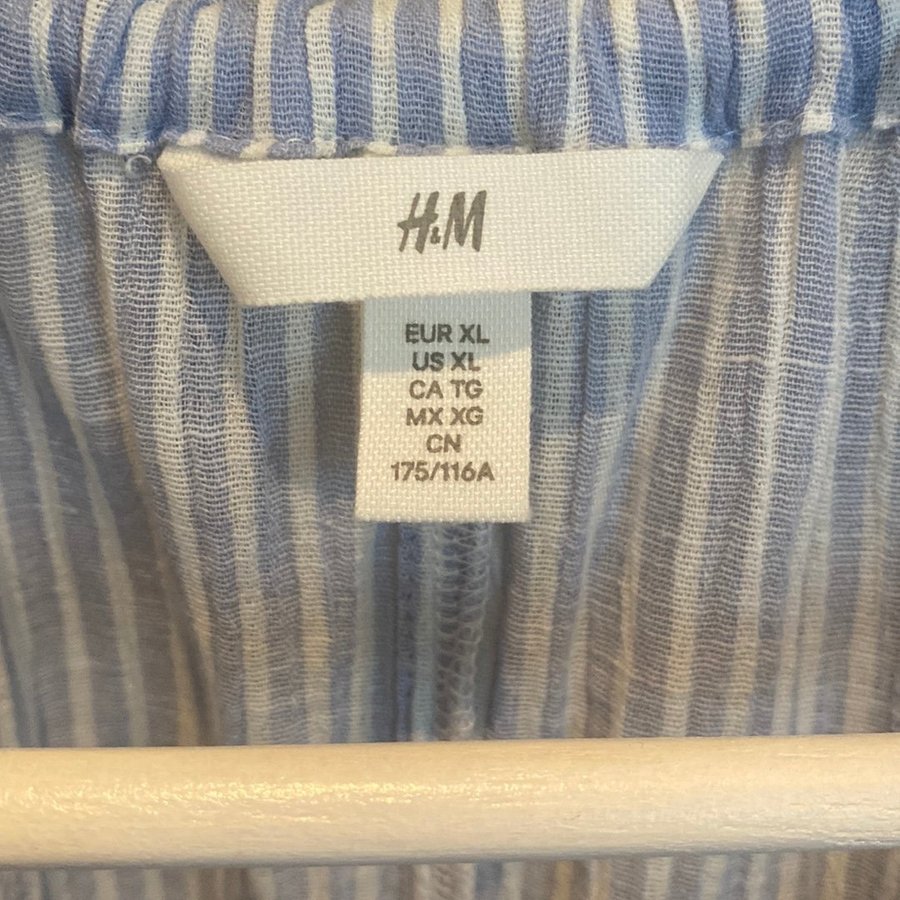 H&M
EUR XL
US XL
CA TG
MX XG
CN
175/116A